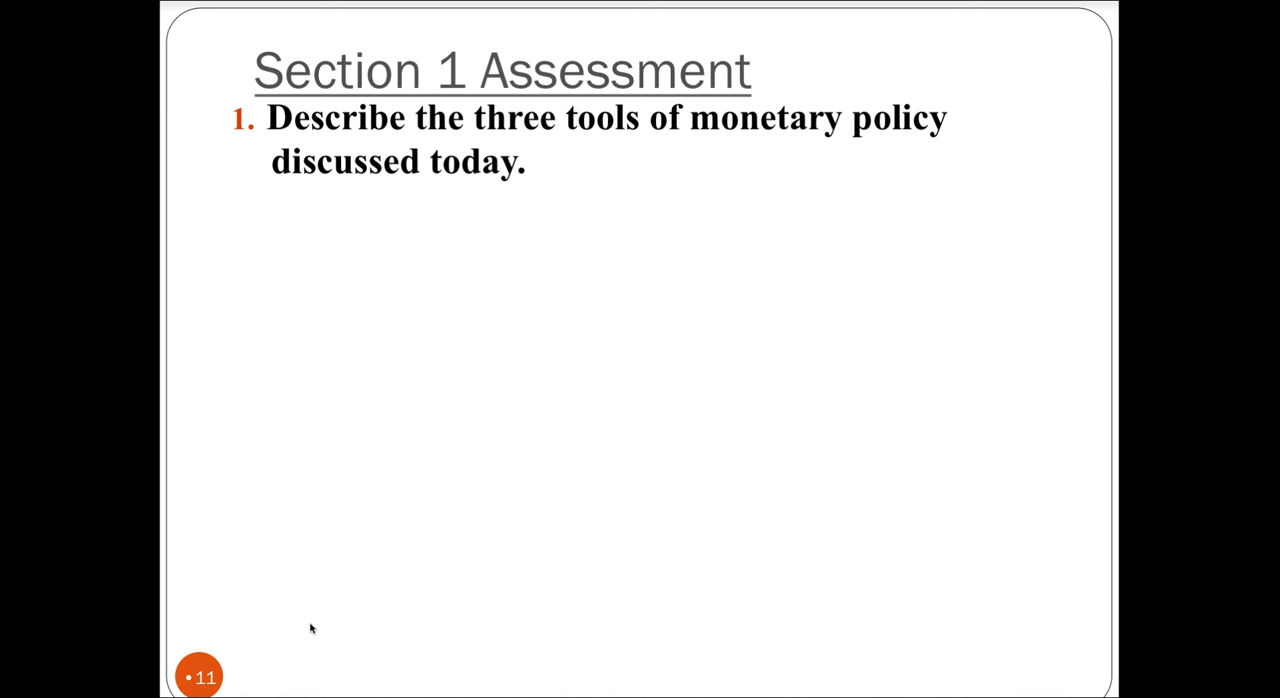 Section 1 Assessment
1. Describe the three tools of monetary policy
discussed today.
• 11